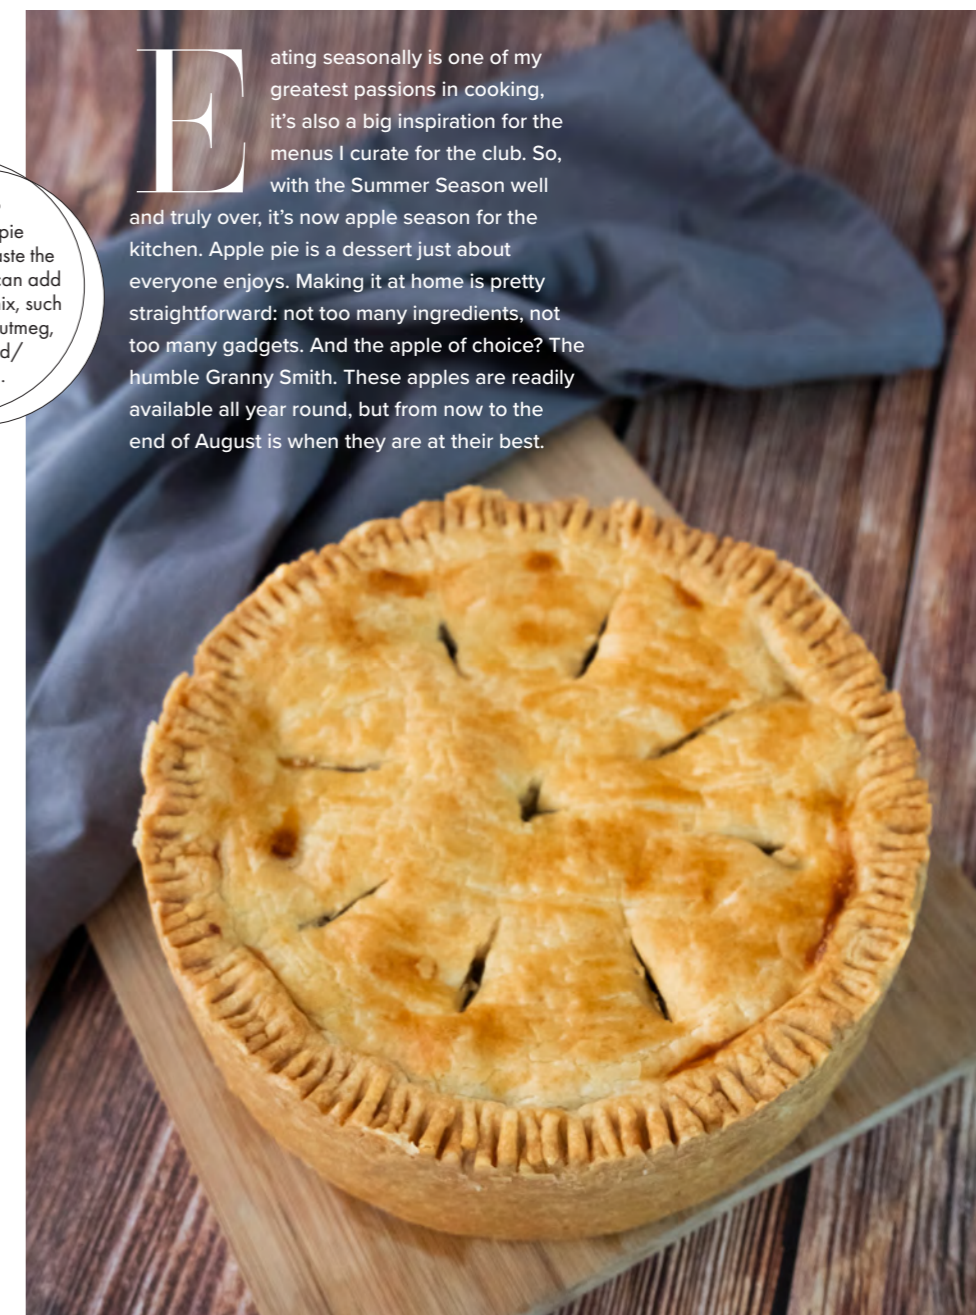 Eating seasonally is one of my
greatest passions in cooking,
it’s also a big inspiration for the
menus I curate for the club. So,
with the Summer Season well
and truly over, it’s now apple season for the
kitchen. Apple pie is a dessert just about
everyone enjoys. Making it at home is pretty
straightforward: not too many ingredients, not
too many gadgets. And the apple of choice? The
humble Granny Smith. These apples are readily
available all year round, but from now to the
end of August is when they are at their best.
pie
the
can add
such